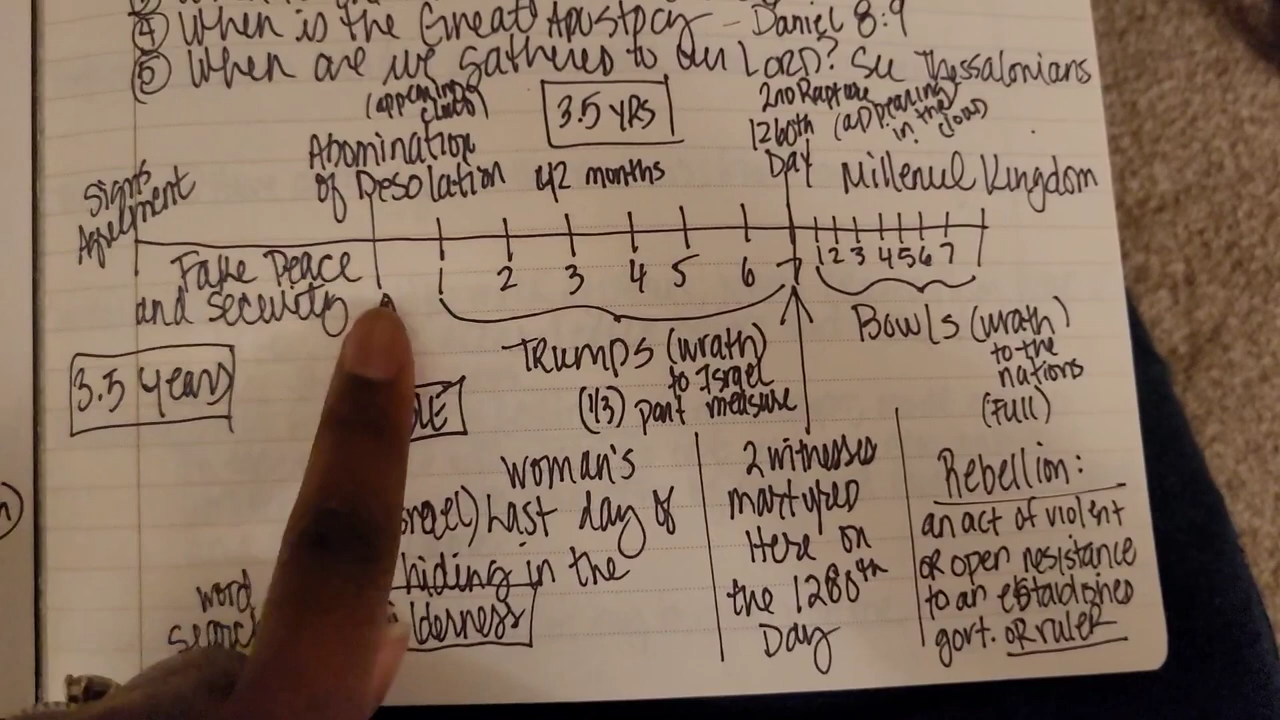 ④ When is the Great Apostacy - Daniel 8:9
⑤ When are we gathered to Our Lord? See Thessalonians
(appearing
clouds)
3.5 YRS
2nd Rapture
1260th (appearing
in the
clouds)
Day
Abomination
of Desolation 42 months
Millenul Kingdom
Signs
Agreement
Fake Peace
and security
1 2 3 4 5 6 7 1 2 3 4 5 6 7
3.5 years
TRUMPS (wrath)
to Israel
(1/3) part measure
BOWLS (wrath)
to the
nations
(Full)
woman's
Last day of
hiding in the
word
search
2 witnesses
martyred
Here on
the 1280th
Day
Rebellion:
an act of violent
OR open resistance
to an established
govt. OR ruler